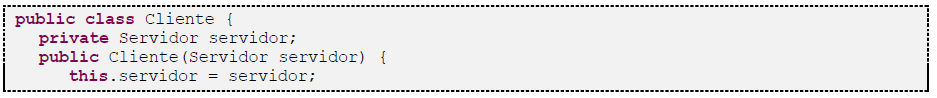 public class Cliente {
private Servidor servidor;
public Cliente(Servidor servidor) {
this.servidor = servidor;